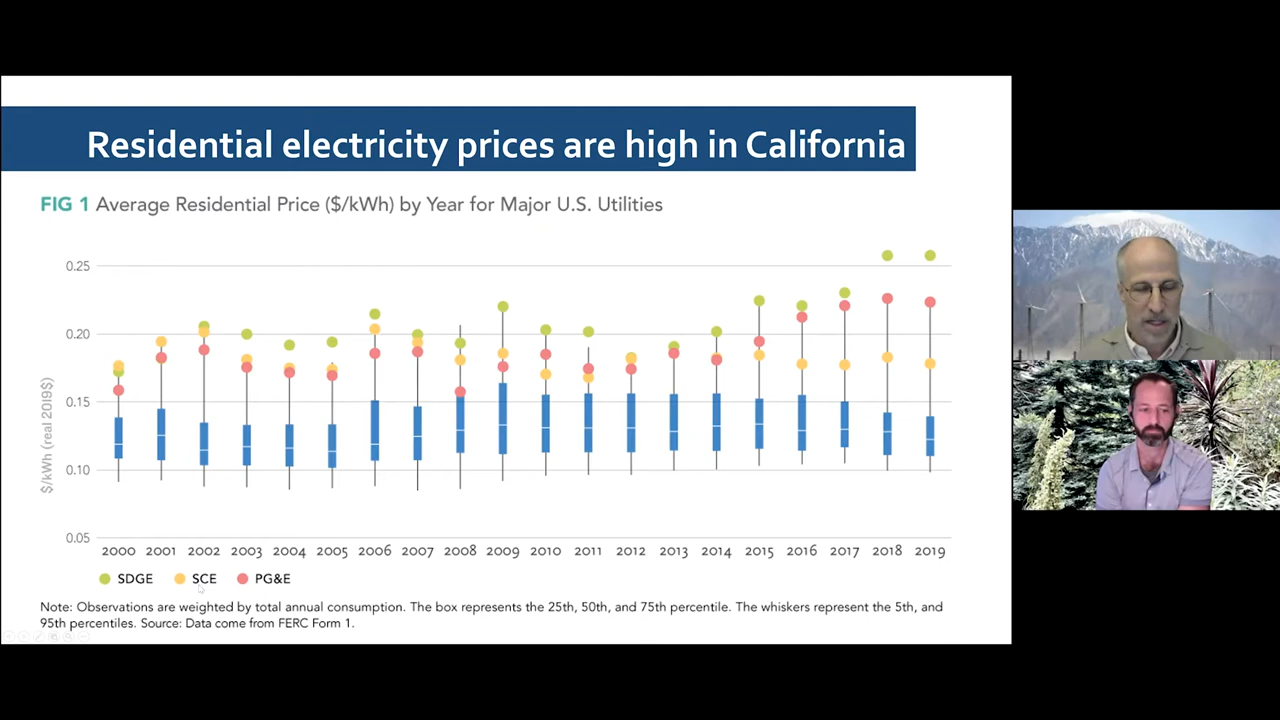 Residential electricity prices are high in California
FIG 1 Average Residential Price ($/kWh) by Year for Major U.S. Utilities
$/kWh (real 2019$)
0.25
0.20
0.15
0.10
0.05
2000 2001 2002 2003 2004 2005 2006 2007 2008 2009 2010 2011 2012 2013 2014 2015 2016 2017 2018 2019
SDGE SCE PG&E
Note: Observations are weighted by total annual consumption. The box represents the 25th, 50th, and 75th percentile. The whiskers represent the 5th, and
95th percentiles. Source: Data come from FERC Form 1.